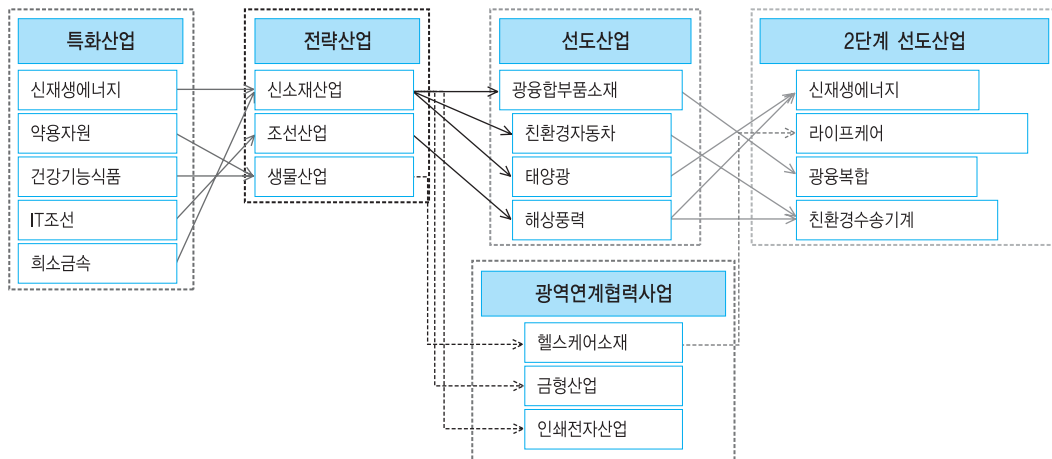 특화산업
신재생에너지
약용자원
건강기능식품
IT조선
희소금속
전략산업
신소재산업
조선산업
생물산업
선도산업
광융합부품소재
친환경자동차
태양광
해상풍력
2단계 선도산업
신재생에너지
라이프케어
광융복합
친환경수송기계
광역연계협력사업
헬스케어소재
금형산업
인쇄전자산업